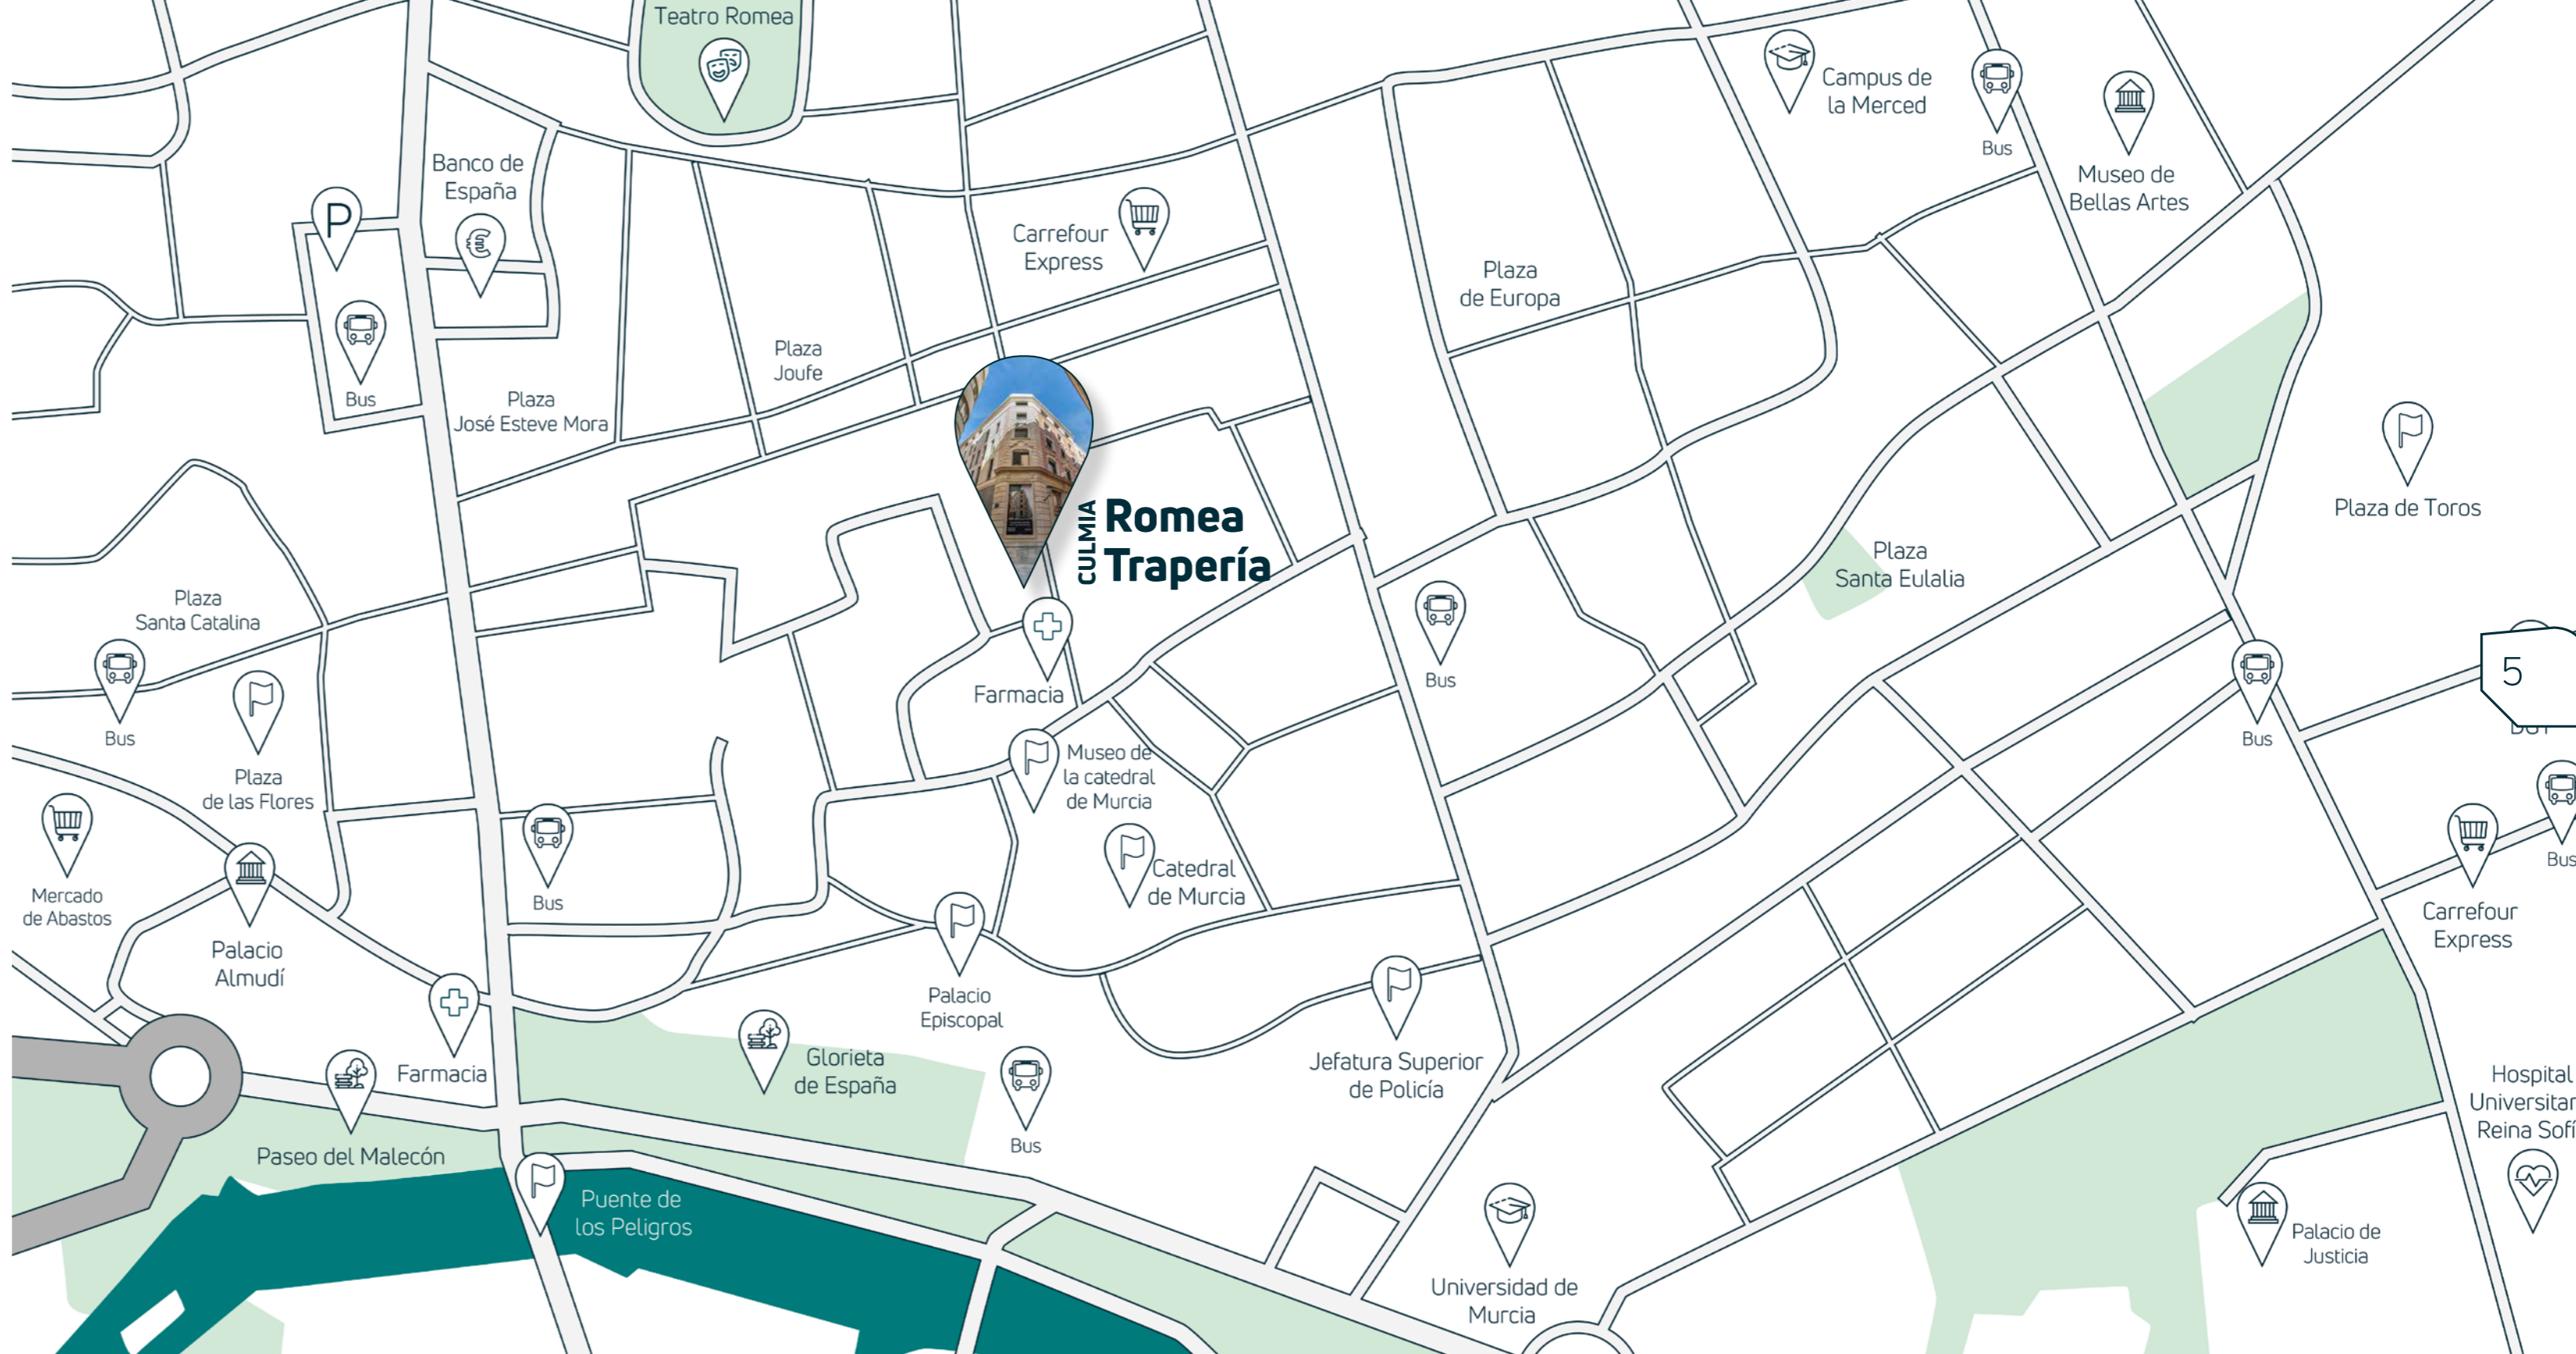 Teatro Romea
Campus de
la Merced
Bus
Museo de
Bellas Artes
Banco de
España
P
€
Carrefour
Express
Plaza
de Europa
Bus
Plaza
Joufe
Plaza
José Esteve Mora
CULMIA
Romea
Trapería
Plaza de Toros
Plaza
Santa Eulalia
Plaza
Santa Catalina
Bus
Plaza
de las Flores
Farmacia
Bus
5
Bus
Museo de
la catedral
de Murcia
Mercado
de Abastos
Bus
Catedral
de Murcia
Bus
Carrefour
Express
Palacio
Almudí
Palacio
Episcopal
Farmacia
Glorieta
de España
Jefatura Superior
de Policía
Bus
Hospital
Universitar
Reina Sofí
Paseo del Malecón
Puente de
los Peligros
Universidad de
Murcia
Palacio de
Justicia